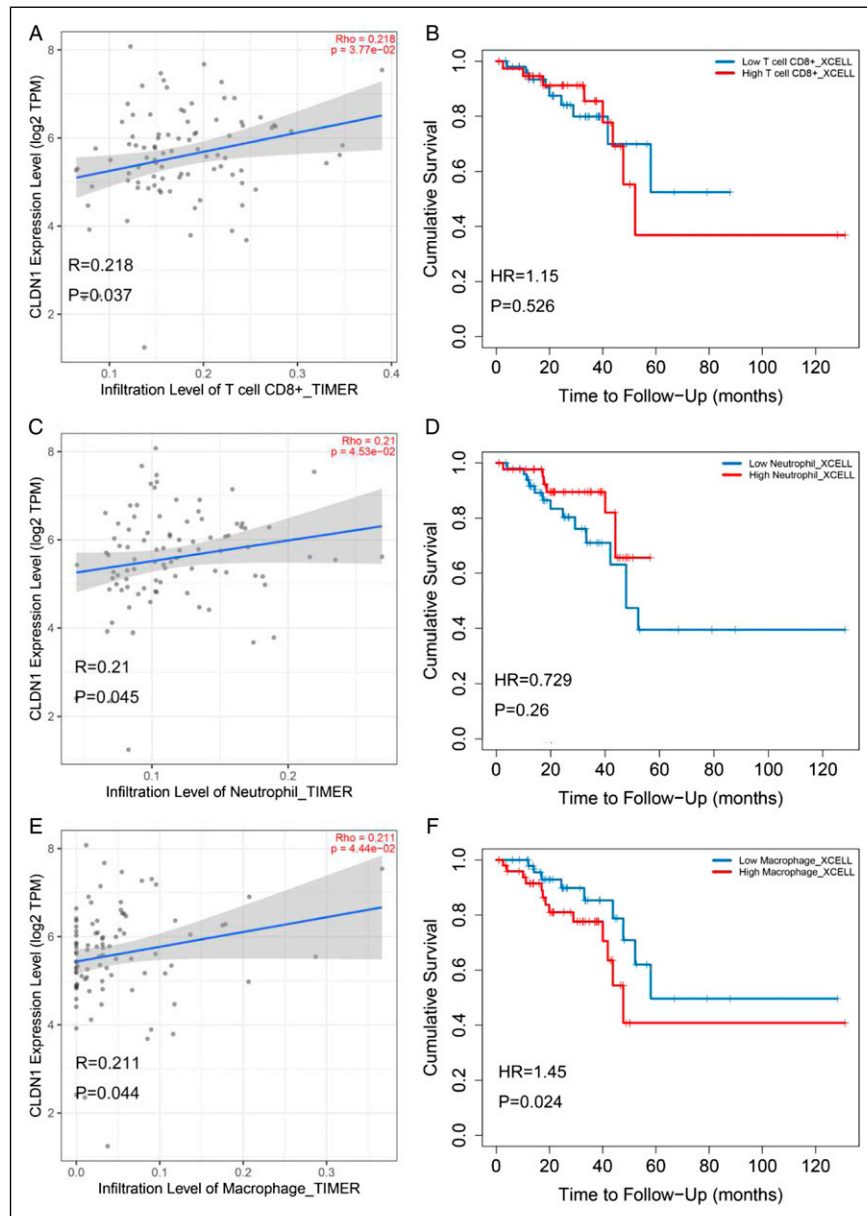 A
Rho = 0.218
p = 3.77e-02
8
6
4
2
CLDN1 Expression Level (log2 TPM)
R=0.218
P=0.037
0.1 0.2 0.3 0.4
Infiltration Level of T cell CD8+_TIMER
B
Low T cell CD8+_XCELL
High T cell CD8+_XCELL
1.0
0.8
0.6
0.4
0.2
0.0
Cumulative Survival
HR=1.15
P=0.526
0 20 40 60 80 100 120
Time to Follow-Up (months)
C
Rho = 0.21
p = 4.53e-02
8
6
4
2
CLDN1 Expression Level (log2 TPM)
R=0.21
P=0.045
0.1 0.2
Infiltration Level of Neutrophil_TIMER
D
Low Neutrophil_XCELL
High Neutrophil_XCELL
1.0
0.8
0.6
0.4
0.2
0.0
Cumulative Survival
HR=0.729
P=0.26
0 20 40 60 80 100 120
Time to Follow-Up (months)
E
Rho = 0.211
p = 4.44e-02
8
6
4
2
CLDN1 Expression Level (log2 TPM)
R=0.211
P=0.044
0.0 0.1 0.2 0.3
Infiltration Level of Macrophage_TIMER
F
Low Macrophage_XCELL
High Macrophage_XCELL
1.0
0.8
0.6
0.4
0.2
0.0
Cumulative Survival
HR=1.45
P=0.024
0 20 40 60 80 100 120
Time to Follow-Up (months)